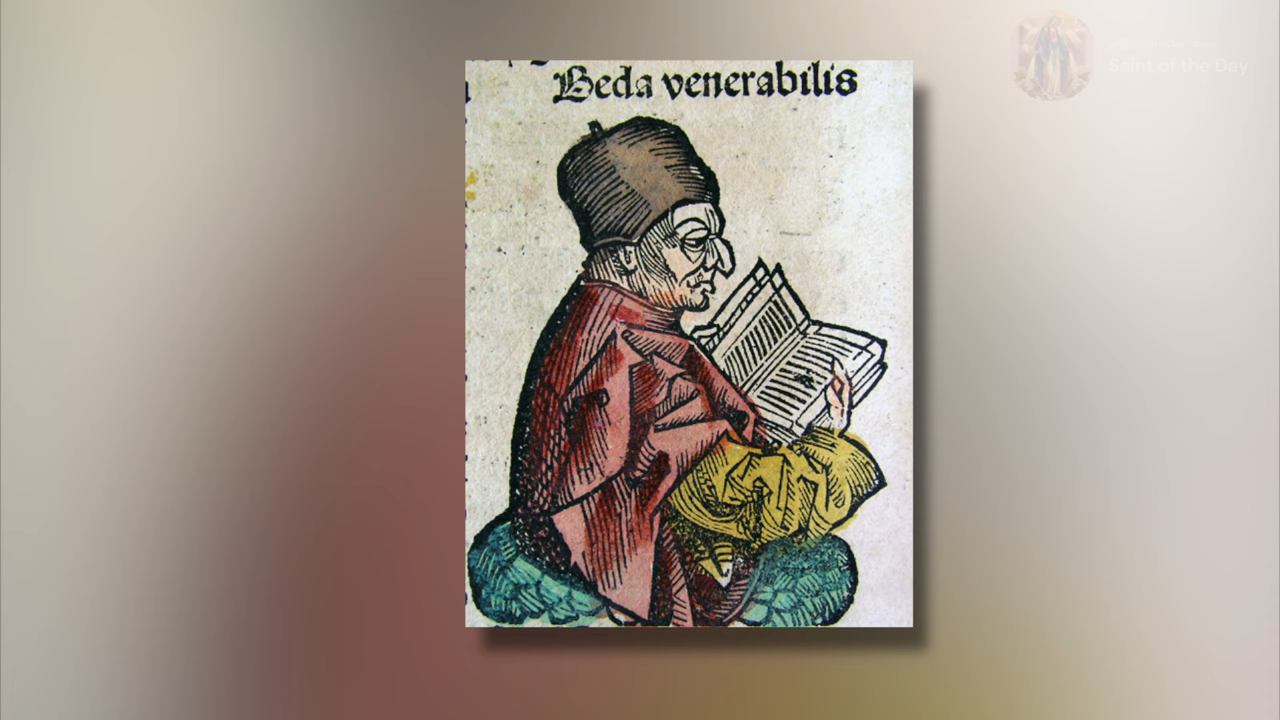 Beda venerabilis
Saint of the Day